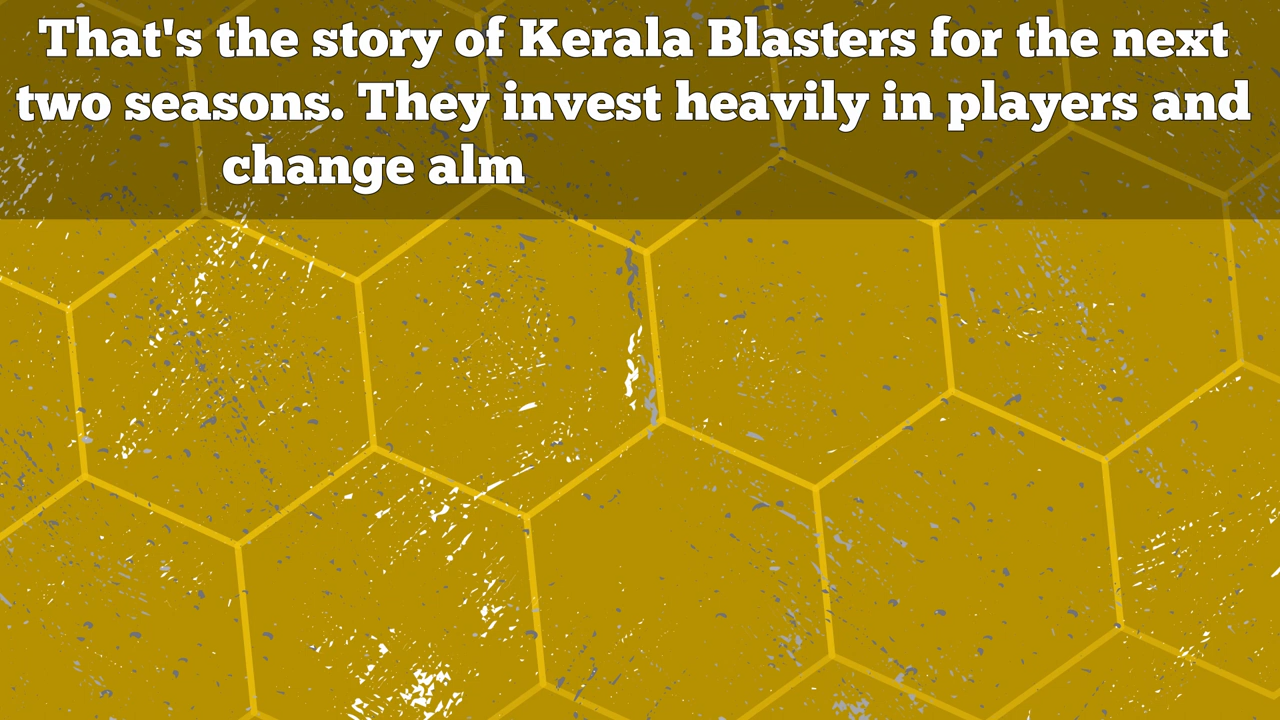 That's the story of Kerala Blasters for the next
two seasons. They invest heavily in players and
change alm